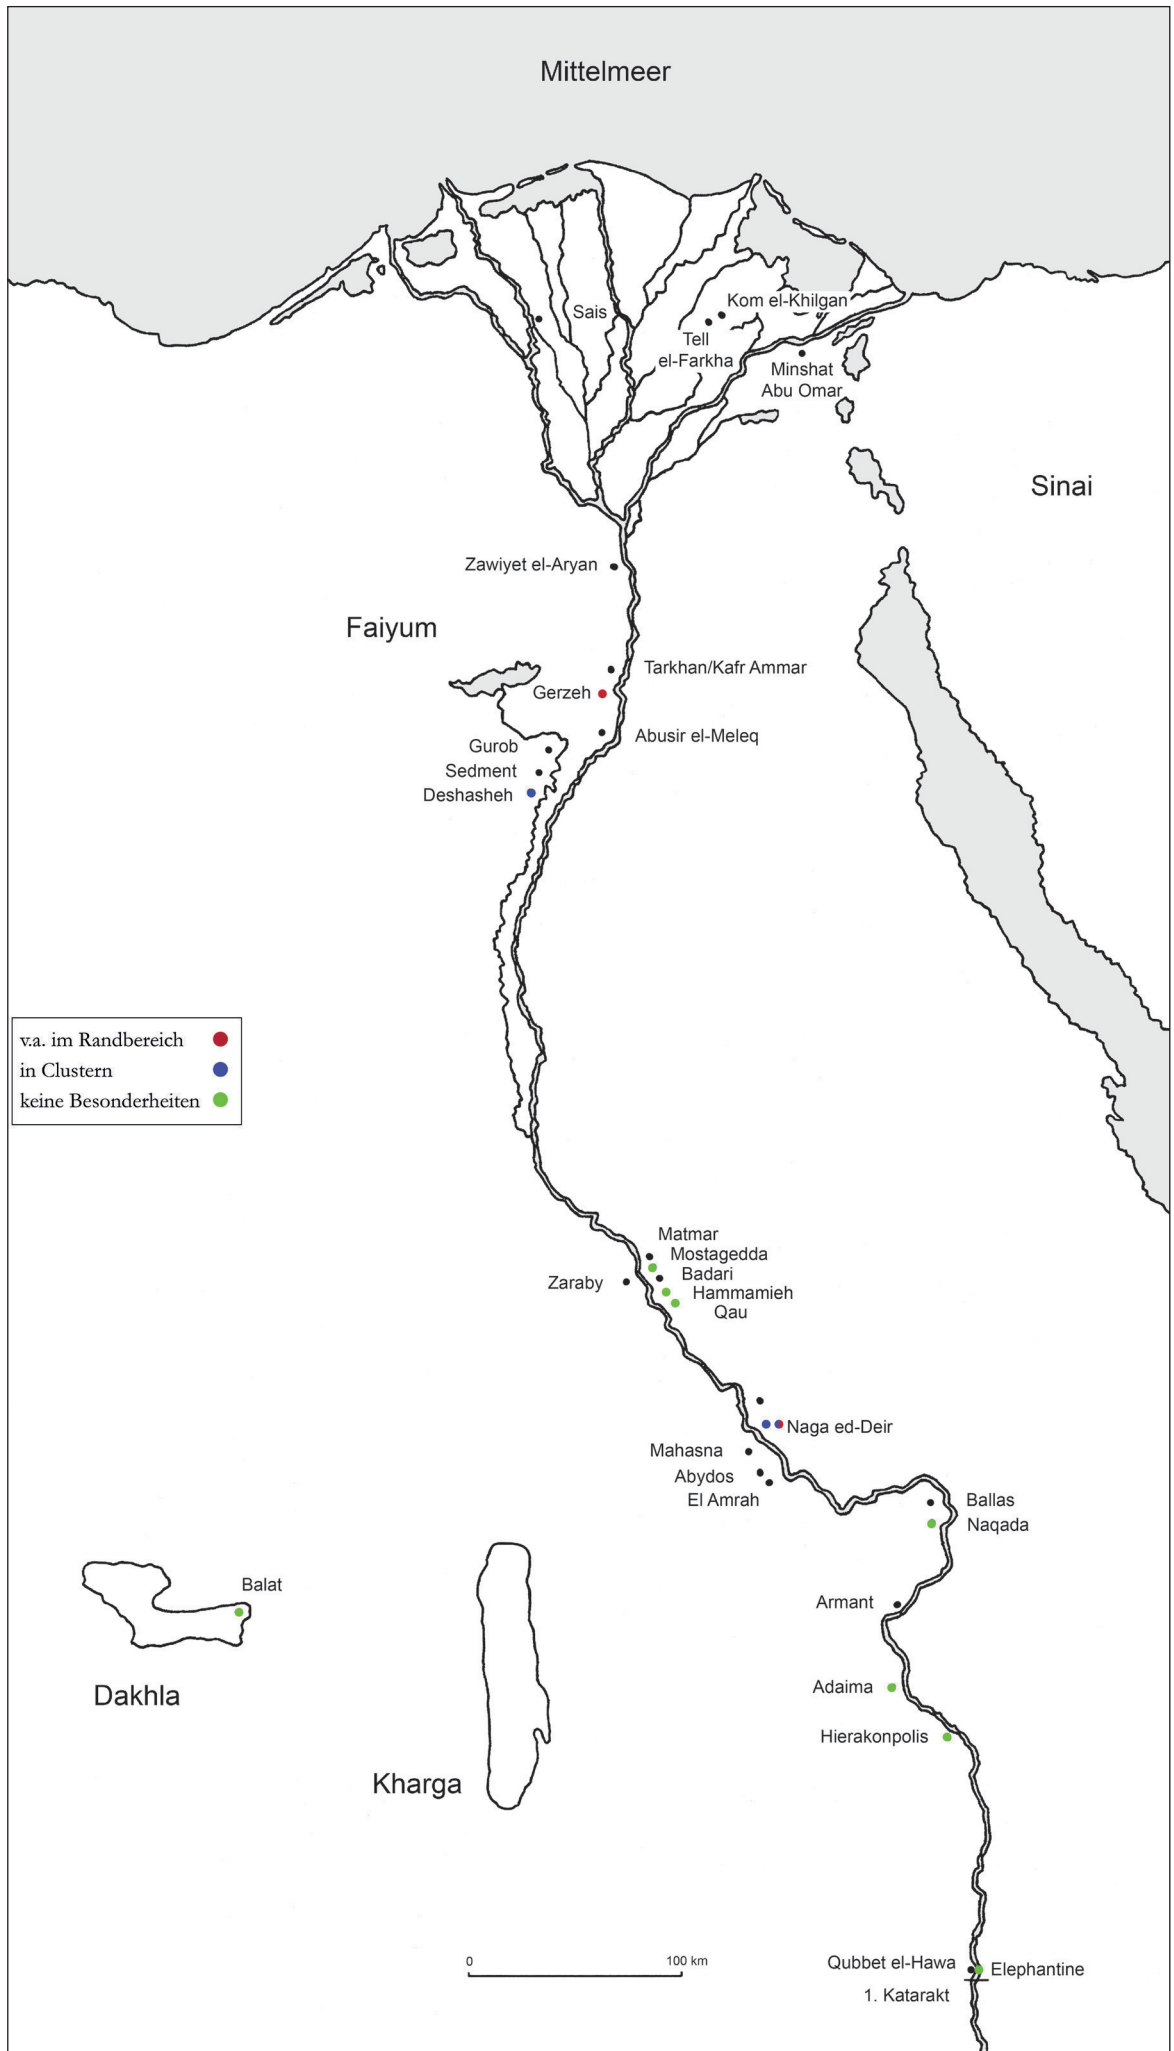 Mittelmeer
Kom el-Khilgan
Sais
Tell
el-Farkha
Minshat
Abu Omar
Sinai
Zawiyet el-Aryan
Faiyum
Tarkhan/Kafr Ammar
Gerzeh
Abusir el-Meleq
Gurob
Sedment
Deshasheh
v.a. im Randbereich
in Clustern
keine Besonderheiten
Matmar
Mostagedda
Badari
Zaraby
Hammamieh
Qau
Naga ed-Deir
Mahasna
Abydos
El Amrah
Ballas
Naqada
Balat
Armant
Dakhla
Adaima
Hierakonpolis
Kharga
0 100 km
Qubbet el-Hawa
Elephantine
1. Katarakt